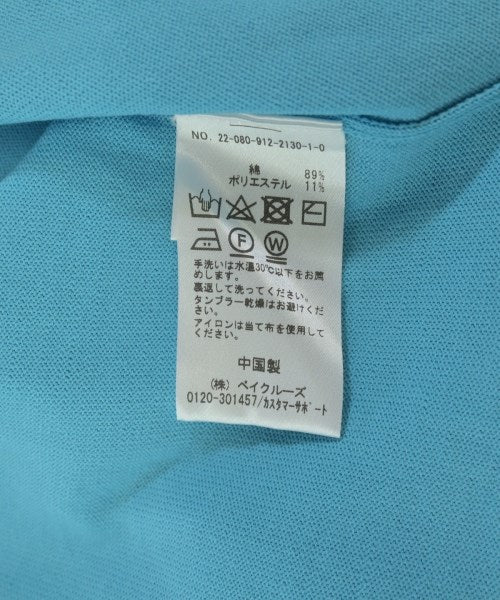 NO. 22-080-912-2130-1-0
綿 89%
ポリエステル 11%
F W
手洗いは水温30℃以下をお薦
めします。
裏返して洗ってください。
タンブラー乾燥はお避けくだ
さい。
アイロンは当て布を使用して
ください。
中国製
(株) ベイクルーズ
0120-301457/カスタマーサポート